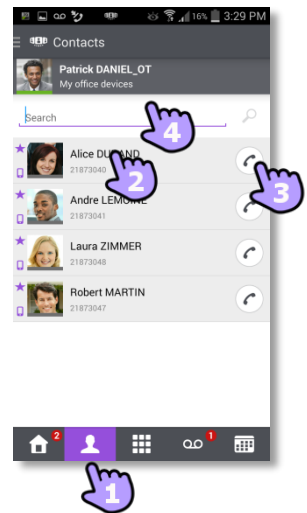 16% 3:29 PM
Contacts
Patrick DANIEL_OT
My office devices
Search
4
Alice DURAND
21873040
2
3
Andre LEMOINE
21873041
Laura ZIMMER
21873048
Robert MARTIN
21873047
2
1
1